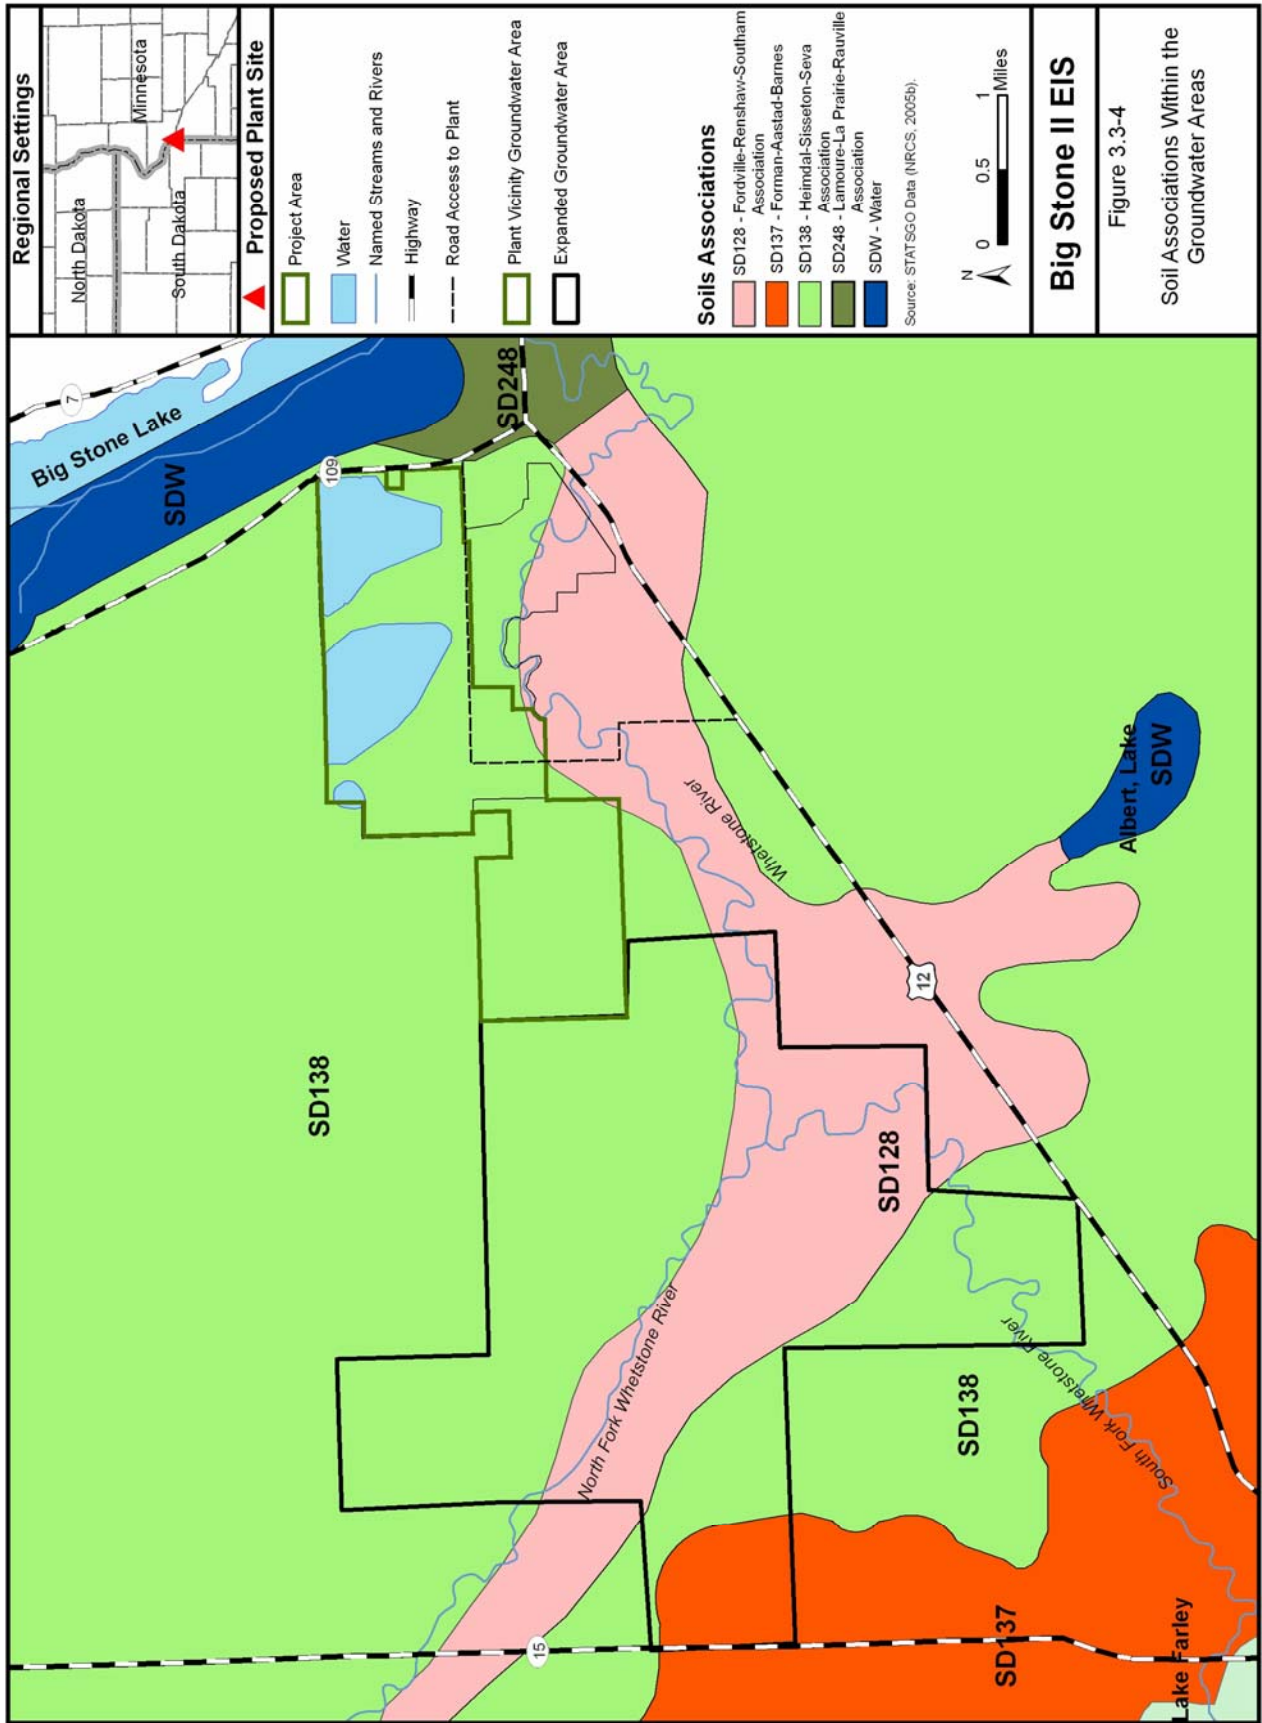 Regional Settings
North Dakota
Minnesota
South Dakota
Proposed Plant Site
Project Area
Water
Named Streams and Rivers
Highway
Road Access to Plant
Plant Vicinity Groundwater Area
Expanded Groundwater Area
Soils Associations
SD128 - Fordville-Renshaw-Southam
Association
SD137 - Forman-Aastad-Barnes
SD138 - Heimdal-Sisseton-Seva
Association
SD248 - Lamoure-La Prairie-Rauville
Association
SDW - Water
Source: STATSGO Data (NRCS, 2005b).
N
0 0.5 1
Miles
Big Stone II EIS
Figure 3.3-4
Soil Associations Within the
Groundwater Areas
7
Big Stone Lake
SDW
109
SD248
SD138
Whetstone River
Albert, Lake
SDW
12
SD128
North Fork Whetstone River
SD138
South Fork Whetstone River
15
SD137
Lake Farley